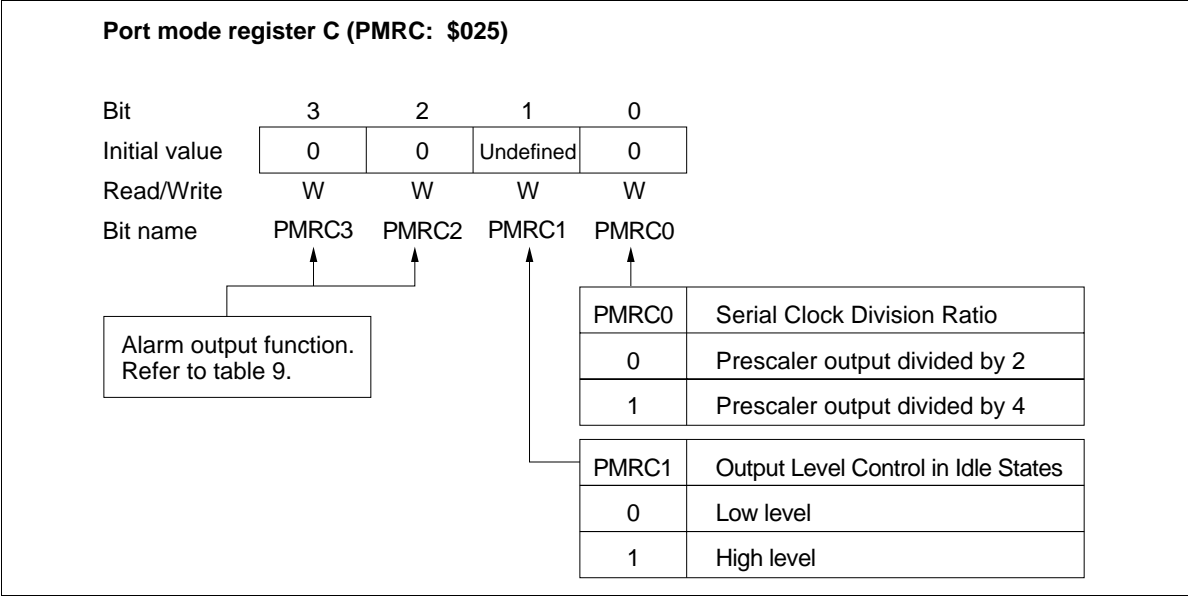 Port mode register C (PMRC: $025)
Bit 3 2 1 0
Initial value 0 0 Undefined 0
Read/Write W W W W
Bit name PMRC3 PMRC2 PMRC1 PMRC0
Alarm output function.
Refer to table 9.
PMRC0 Serial Clock Division Ratio
0 Prescaler output divided by 2
1 Prescaler output divided by 4
PMRC1 Output Level Control in Idle States
0 Low level
1 High level